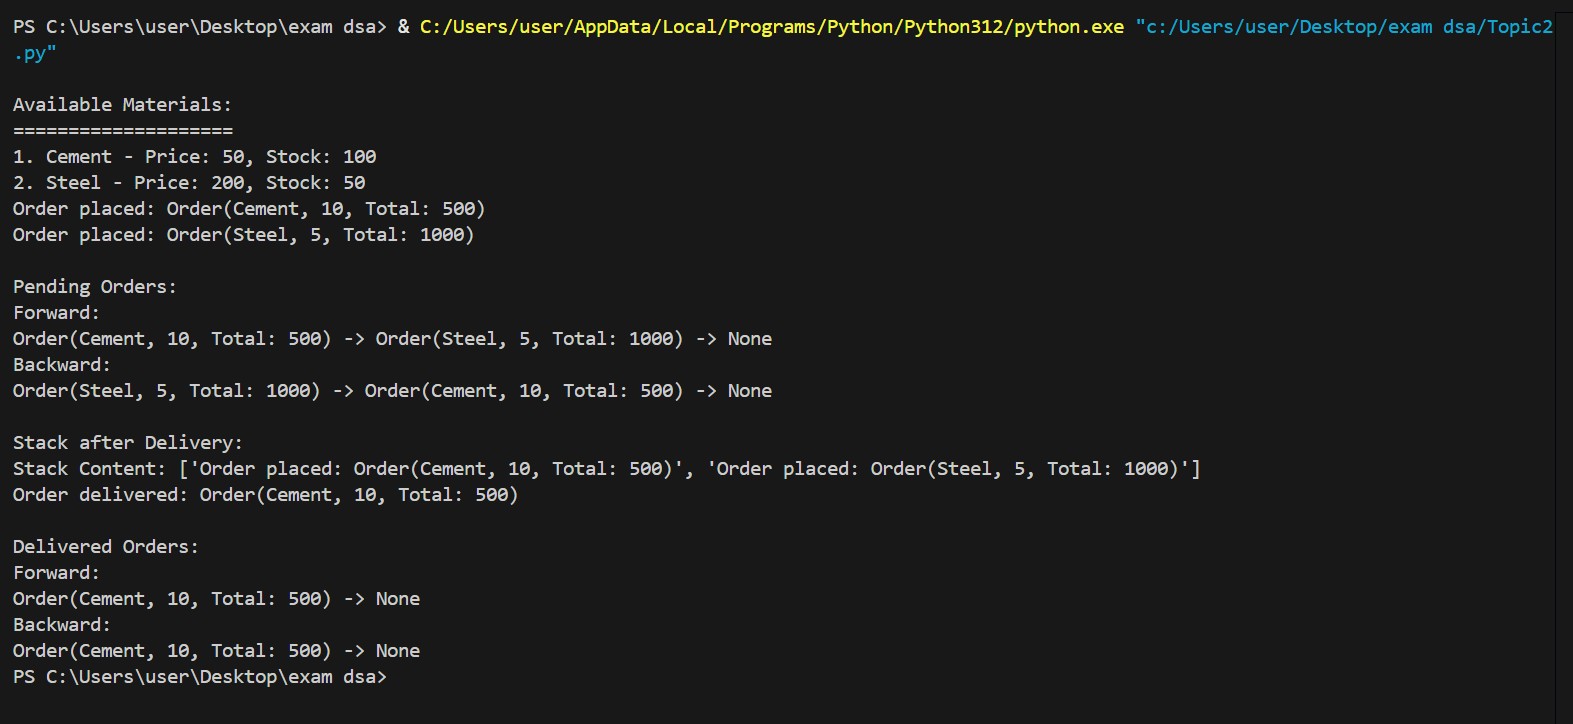 PS C:\Users\user\Desktop\exam dsa> & C:/Users/user/AppData/Local/Programs/Python/Python312/python.exe "c:/Users/user/Desktop/exam dsa/Topic2
.py"
Available Materials:
====================
1. Cement - Price: 50, Stock: 100
2. Steel - Price: 200, Stock: 50
Order placed: Order(Cement, 10, Total: 500)
Order placed: Order(Steel, 5, Total: 1000)
Pending Orders:
Forward:
Order(Cement, 10, Total: 500) -> Order(Steel, 5, Total: 1000) -> None
Backward:
Order(Steel, 5, Total: 1000) -> Order(Cement, 10, Total: 500) -> None
Stack after Delivery:
Stack Content: ['Order placed: Order(Cement, 10, Total: 500)', 'Order placed: Order(Steel, 5, Total: 1000)']
Order delivered: Order(Cement, 10, Total: 500)
Delivered Orders:
Forward:
Order(Cement, 10, Total: 500) -> None
Backward:
Order(Cement, 10, Total: 500) -> None
PS C:\Users\user\Desktop\exam dsa>